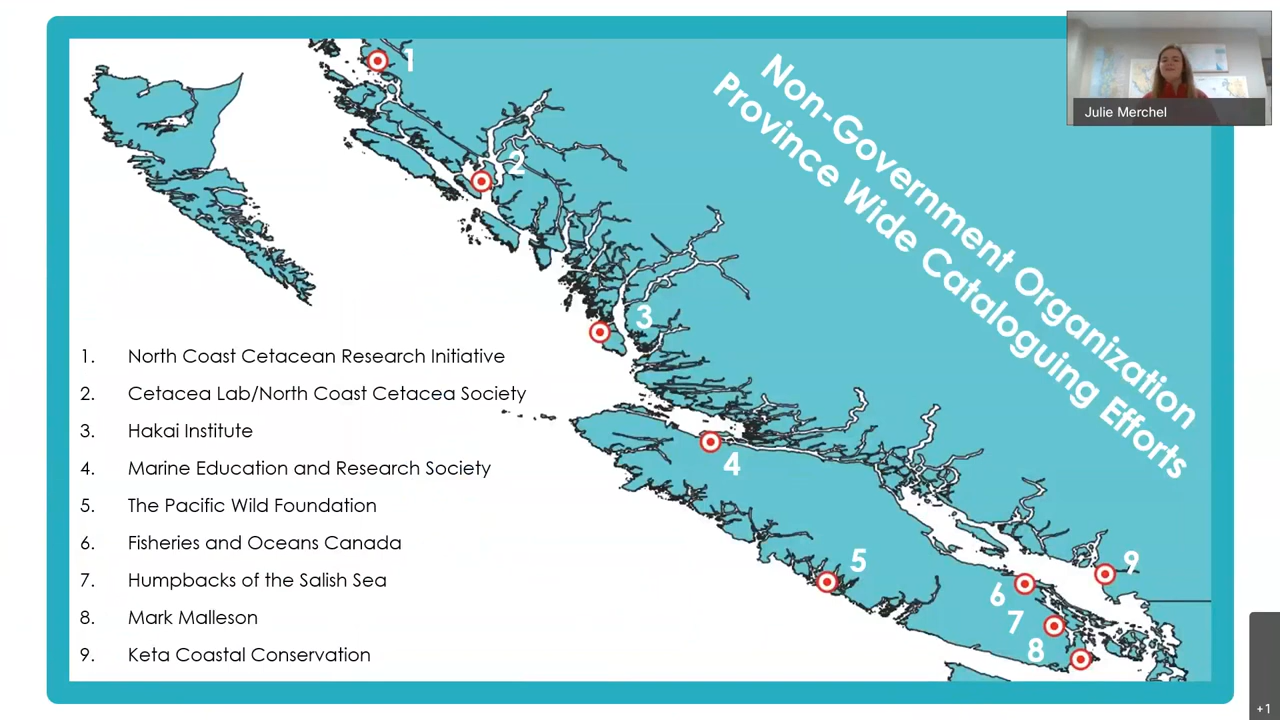 Non-Government Organization
Province Wide Cataloguing Efforts
Julie Merchel
1
2
3
4
5
6
7
8
9
1. North Coast Cetacean Research Initiative
2. Cetacea Lab/North Coast Cetacea Society
3. Hakai Institute
4. Marine Education and Research Society
5. The Pacific Wild Foundation
6. Fisheries and Oceans Canada
7. Humpbacks of the Salish Sea
8. Mark Malleson
9. Keta Coastal Conservation
+1